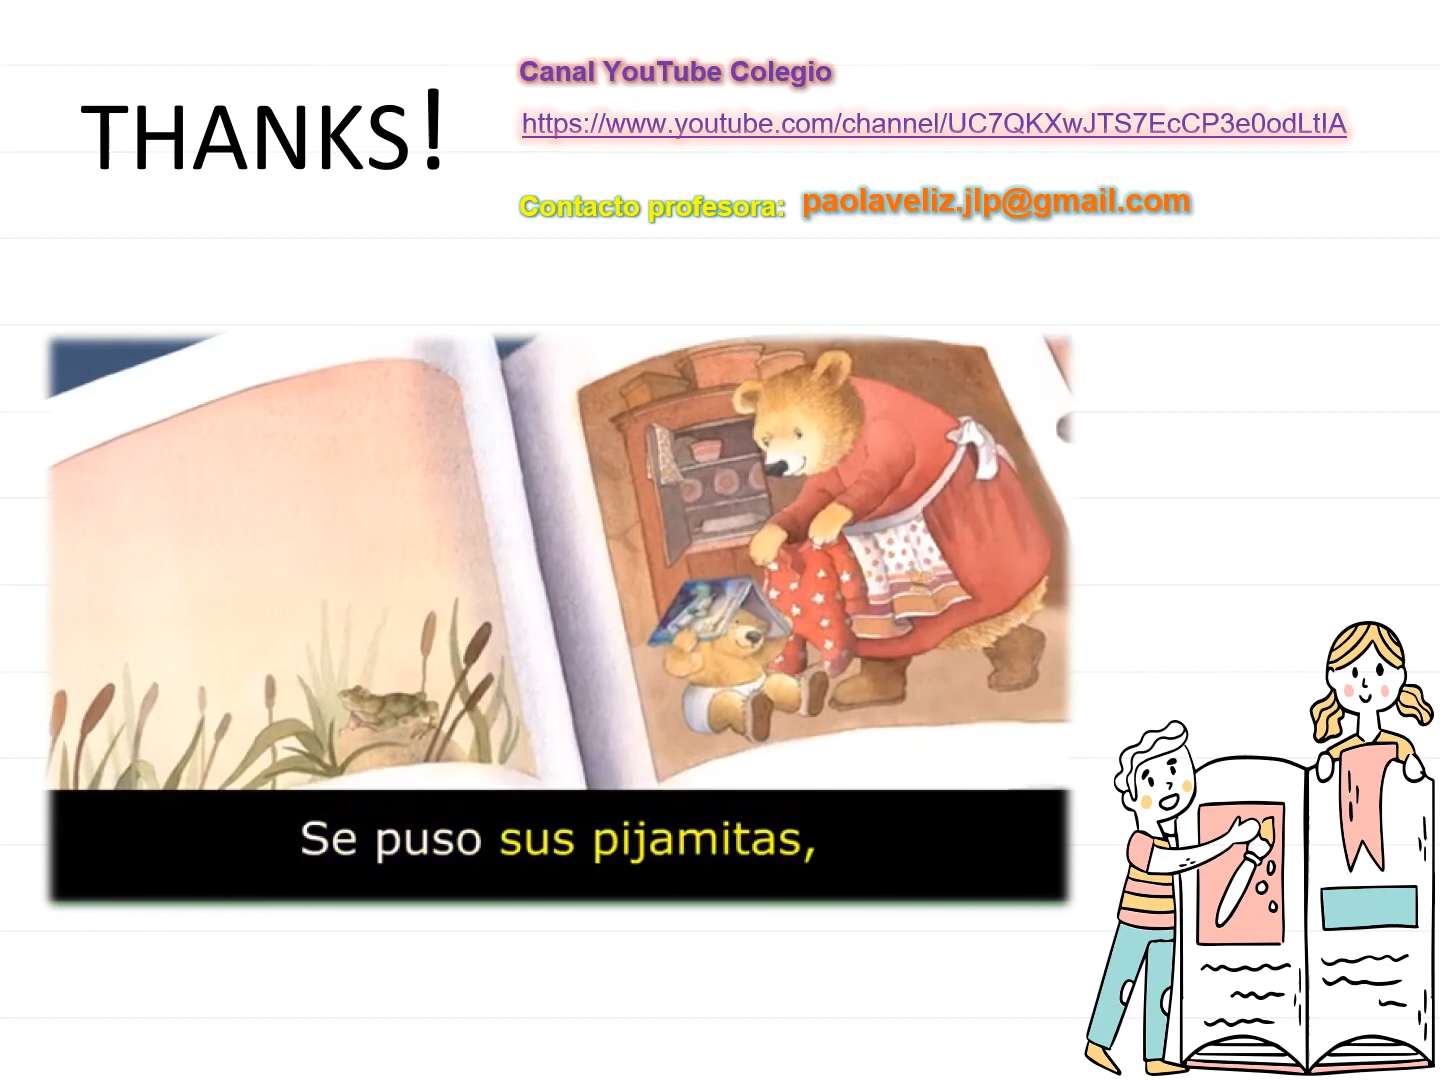 THANKS!
Canal YouTube Colegio
https://www.youtube.com/channel/UC7QKXwJTS7EcCP3e0odLtIA
Contacto profesora: paolaveliz.jlp@gmail.com
Se puso sus pijamitas,